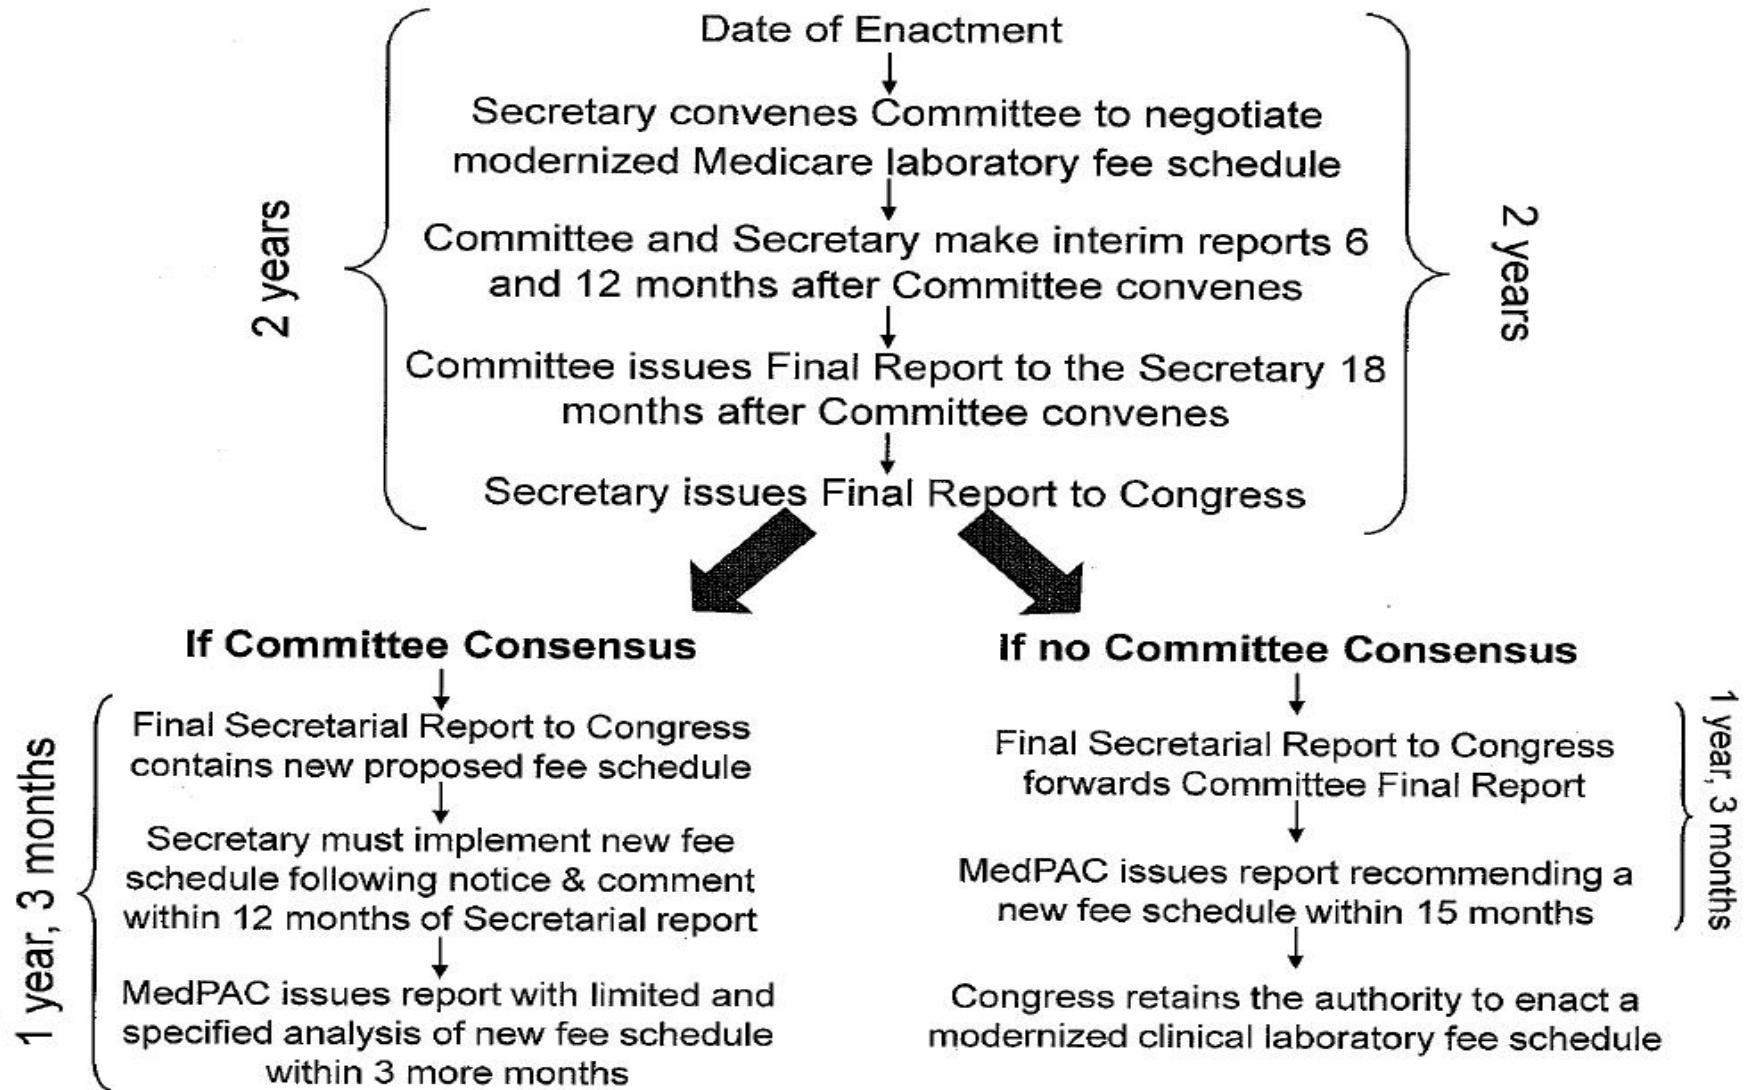 Date of Enactment
Secretary convenes Committee to negotiate
modernized Medicare laboratory fee schedule
Committee and Secretary make interim reports 6
and 12 months after Committee convenes
Committee issues Final Report to the Secretary 18
months after Committee convenes
Secretary issues Final Report to Congress
2 years
2 years
If Committee Consensus
Final Secretarial Report to Congress
contains new proposed fee schedule
Secretary must implement new fee
schedule following notice & comment
within 12 months of Secretarial report
MedPAC issues report with limited and
specified analysis of new fee schedule
within 3 more months
1 year, 3 months
If no Committee Consensus
Final Secretarial Report to Congress
forwards Committee Final Report
MedPAC issues report recommending a
new fee schedule within 15 months
Congress retains the authority to enact a
modernized clinical laboratory fee schedule
1 year, 3 months